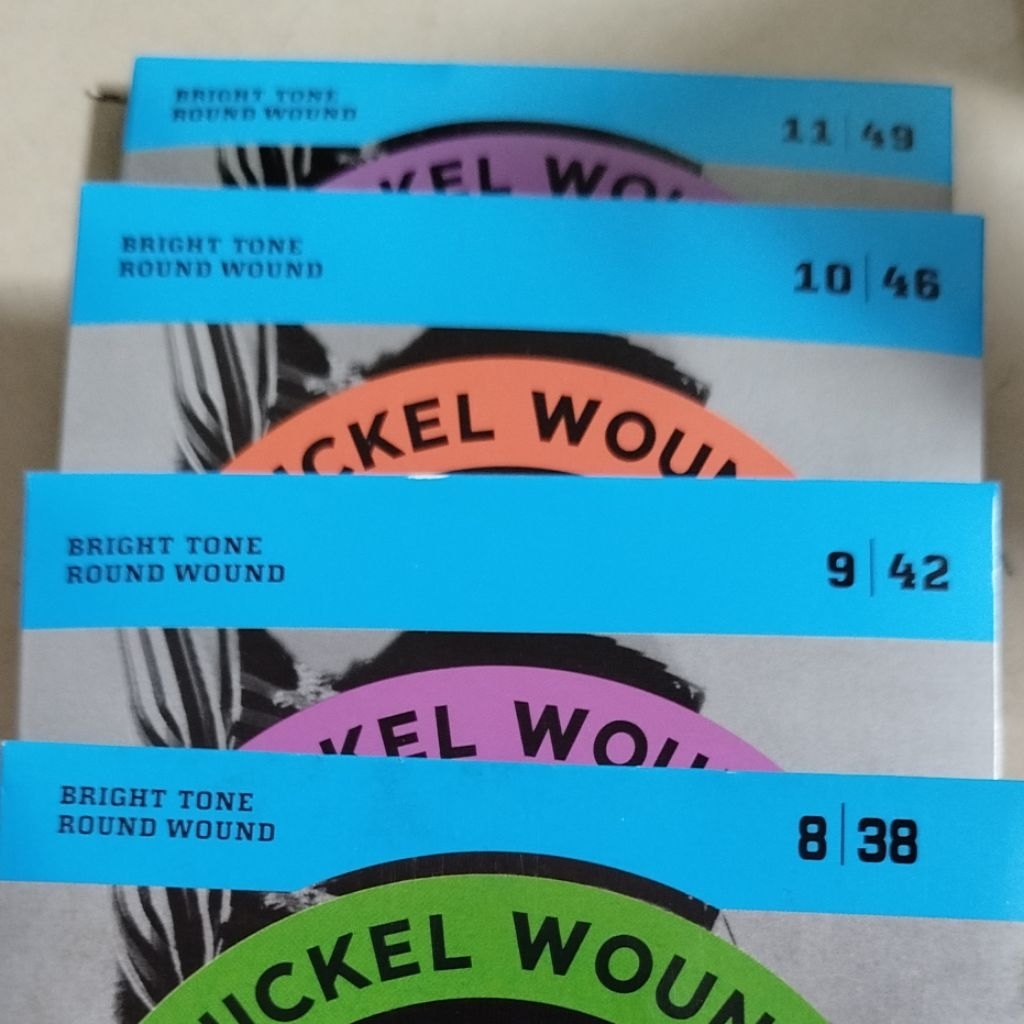 BRIGHT TONE
ROUND WOUND
11 | 49
KEL WOU
BRIGHT TONE
ROUND WOUND
10 | 46
ICKEL WOUN
BRIGHT TONE
ROUND WOUND
9 | 42
KEL WOU
BRIGHT TONE
ROUND WOUND
8 | 38
ICKEL WOUN